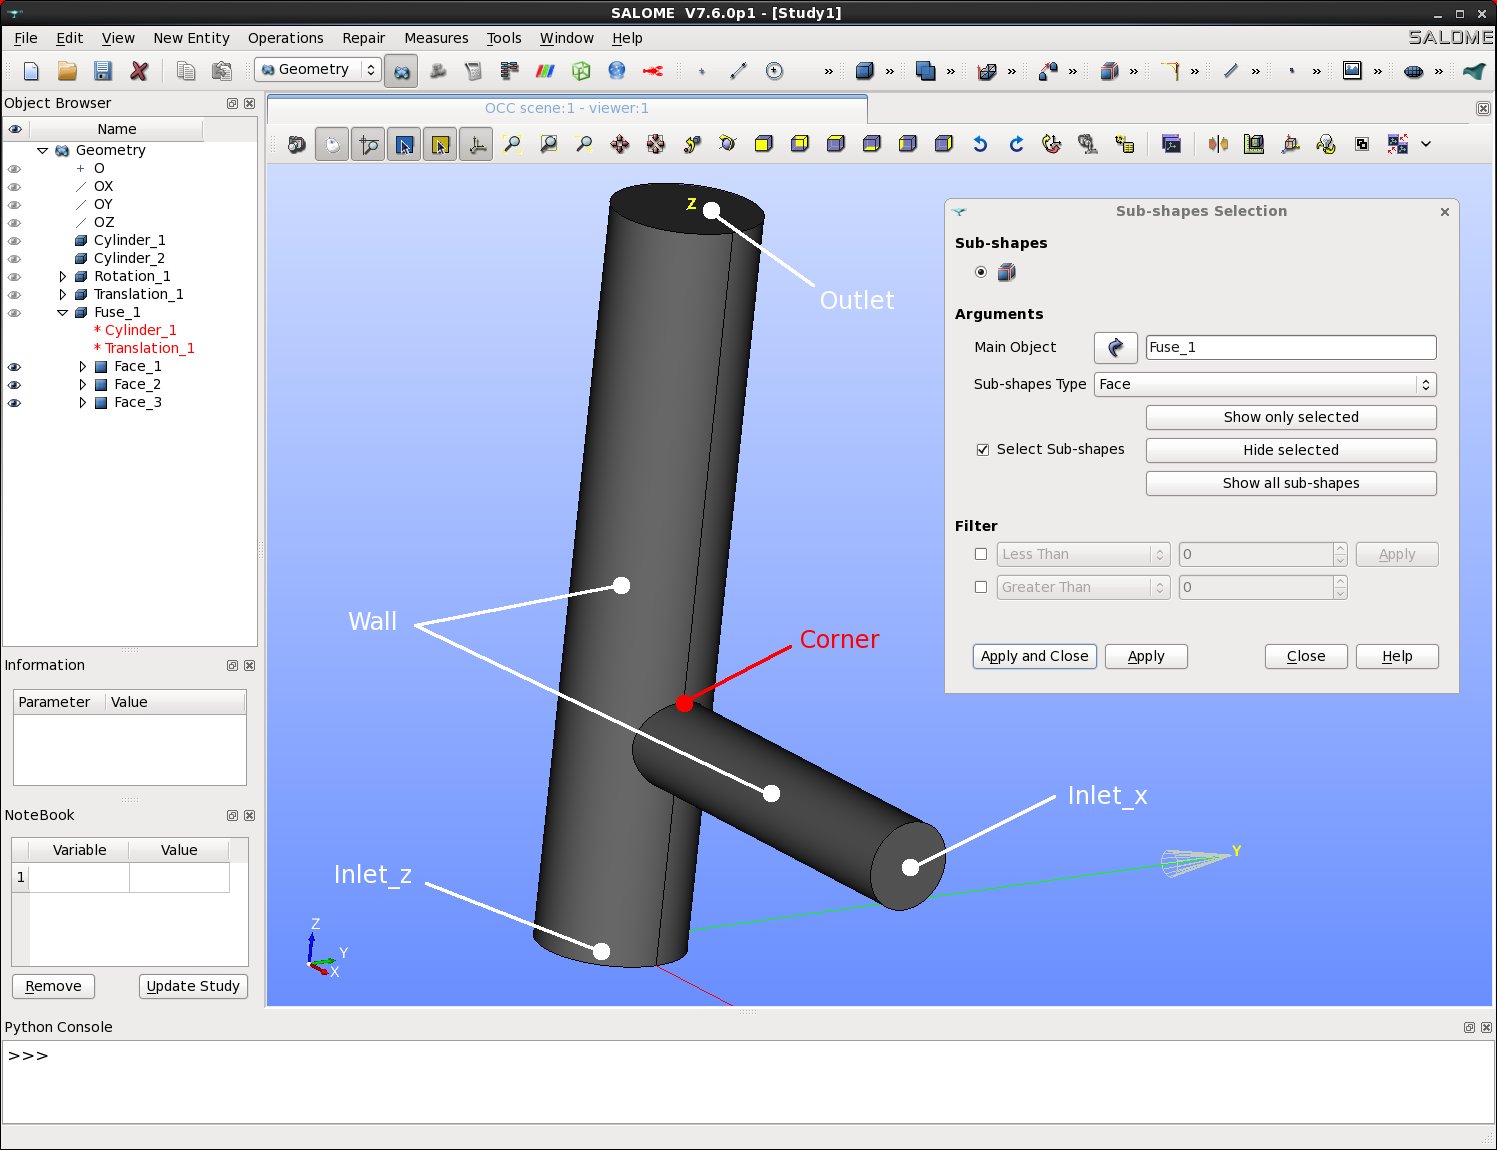 SALOME V7.6.0p1 - [Study1]
File Edit View New Entity Operations Repair Measures Tools Window Help
SALOME
Geometry
» » » » » » » » » »
Object Browser
OCC scene:1 - viewer:1
Name
Geometry
O
OX
OY
OZ
Cylinder_1
Cylinder_2
Rotation_1
Translation_1
Fuse_1
* Cylinder_1
* Translation_1
Face_1
Face_2
Face_3
Information
Parameter Value
NoteBook
Variable Value
1
Remove Update Study
Z
Outlet
Wall
Corner
Inlet_x
Inlet_z
Y
Z
Y
X
Sub-shapes Selection
Sub-shapes
Arguments
Main Object Fuse_1
Sub-shapes Type Face
Show only selected
Select Sub-shapes Hide selected
Show all sub-shapes
Filter
Less Than 0 Apply
Greater Than 0
Apply and Close Apply Close Help
Python Console
>>>